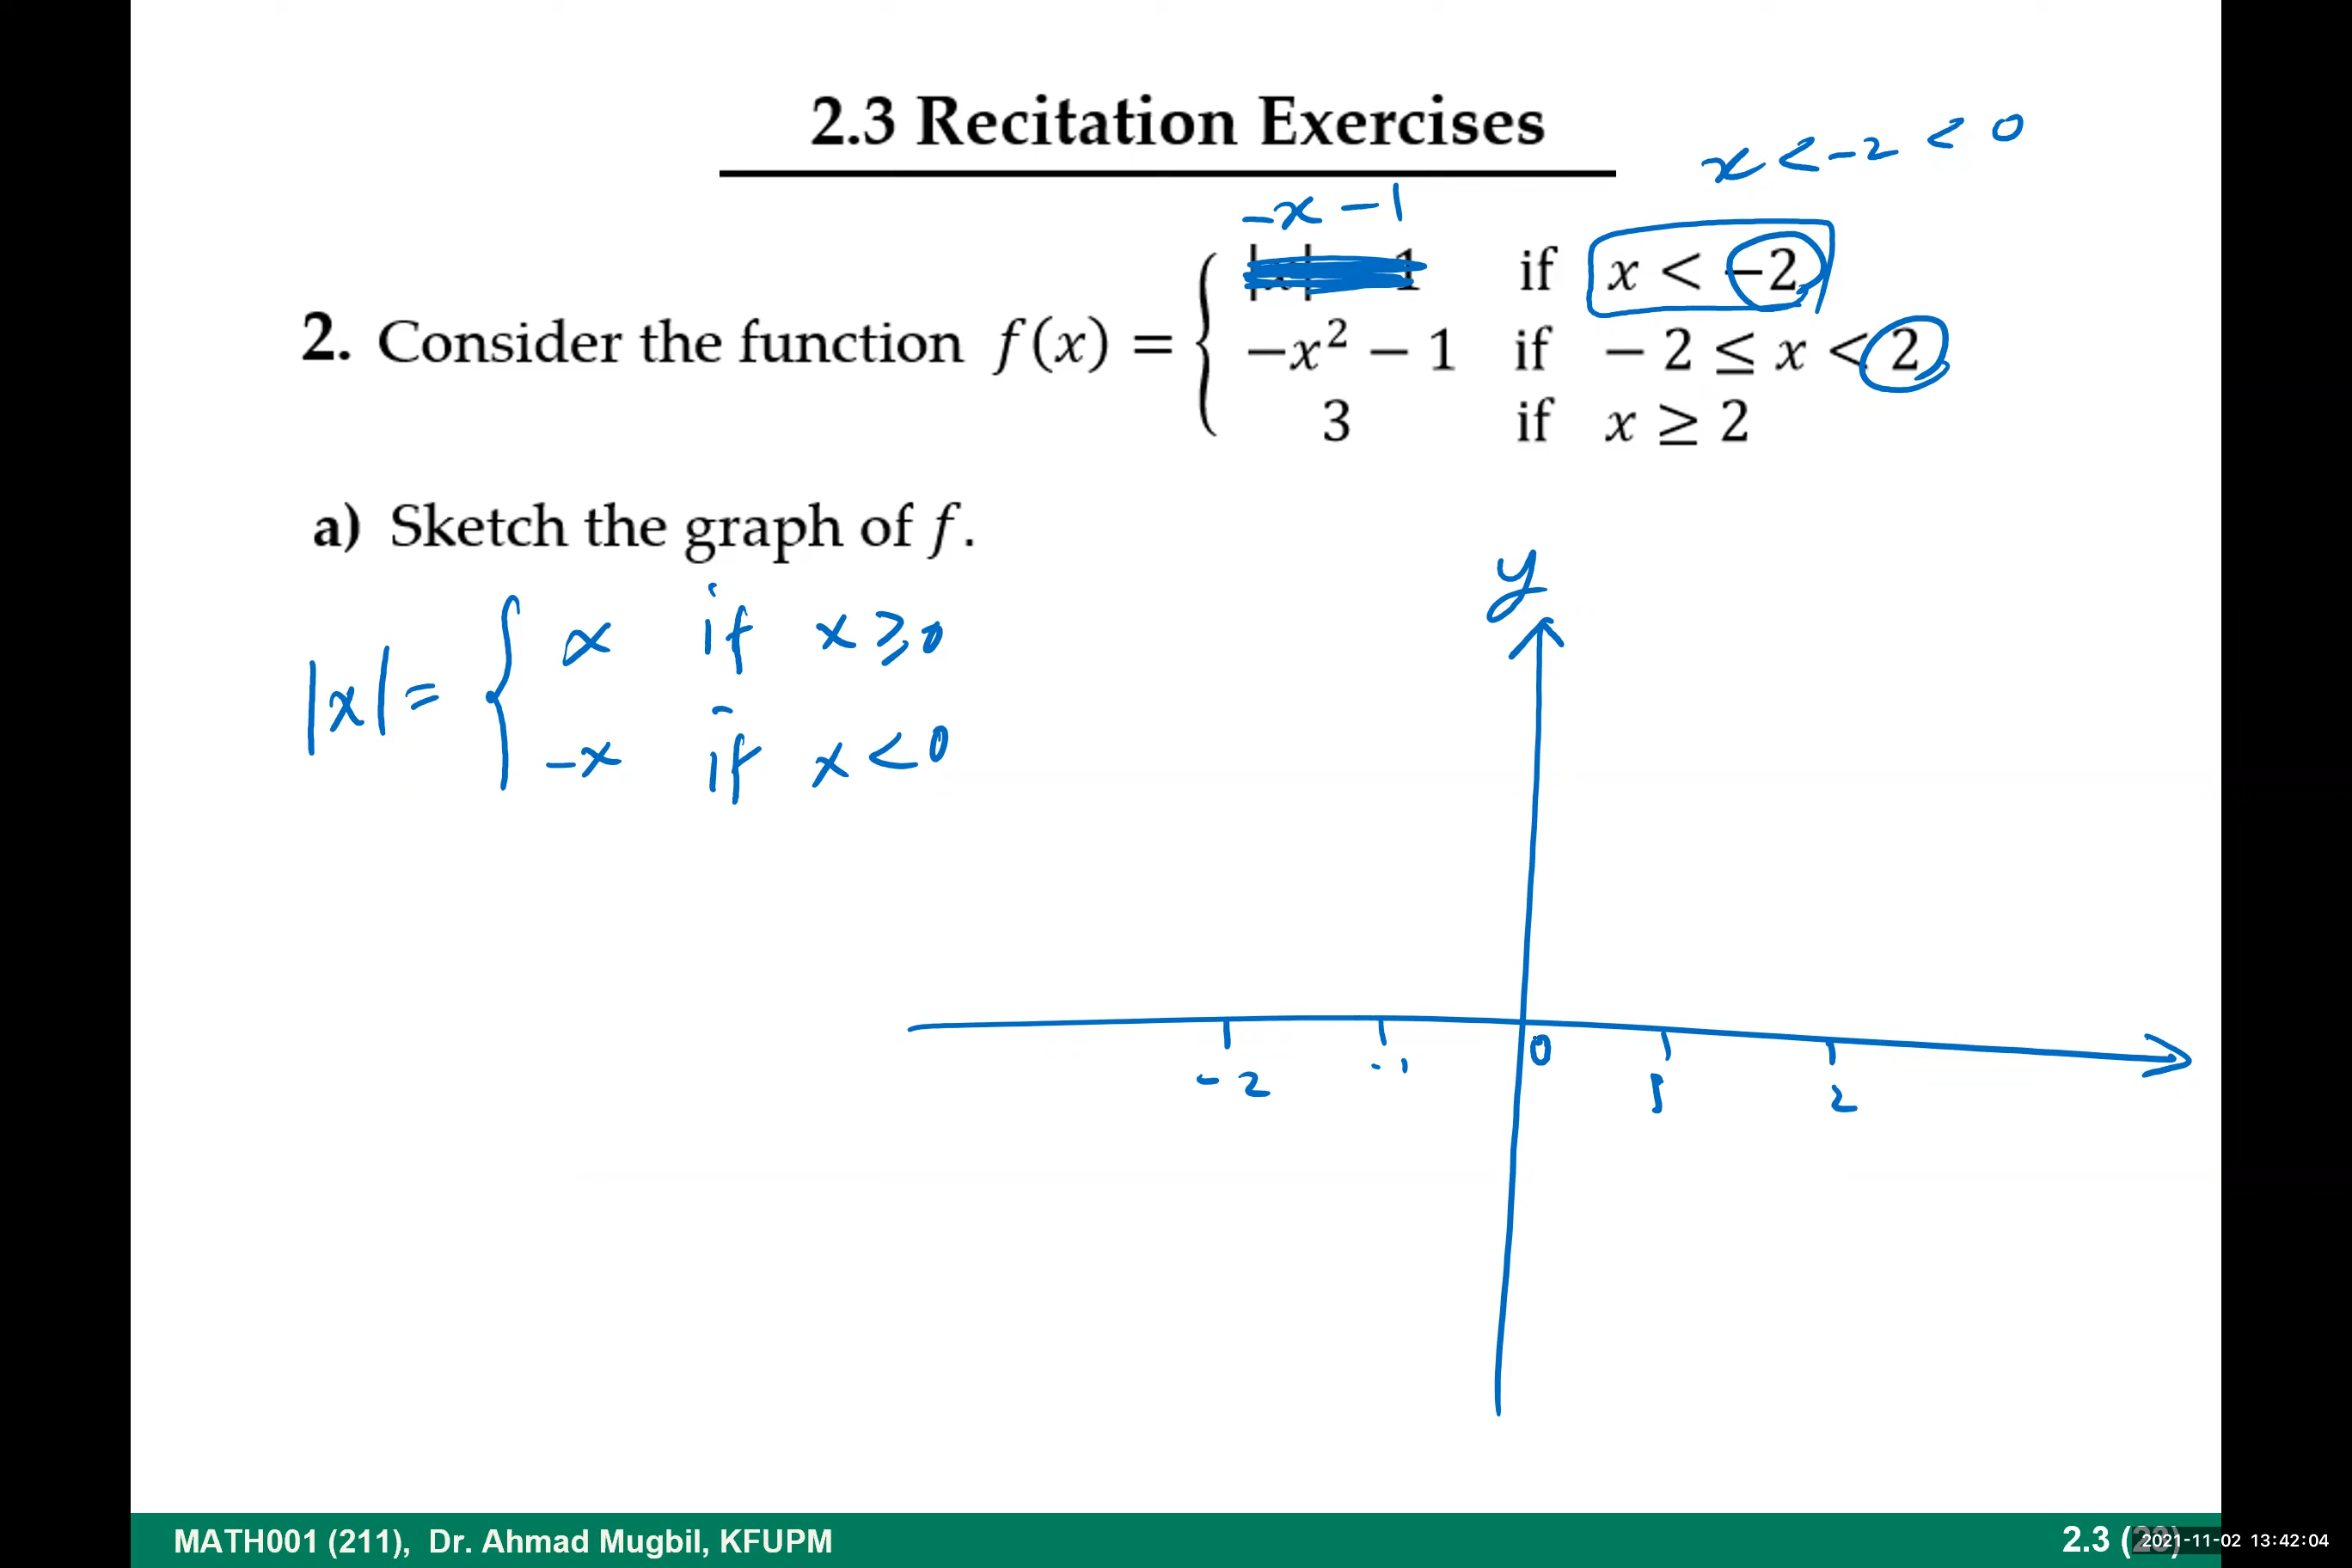 2.3 Recitation Exercises
x < -2 < 0
-x - 1
if x < -2
2. Consider the function f(x) = { -x² - 1 if -2 ≤ x < 2
3 if x ≥ 2
a) Sketch the graph of f.
y
|x| = { x if x ≥ 0
-x if x < 0
-2 -1 0 1 2
MATH001 (211), Dr. Ahmad Mugbil, KFUPM
2.3 (
2021-11-02 13:42:04